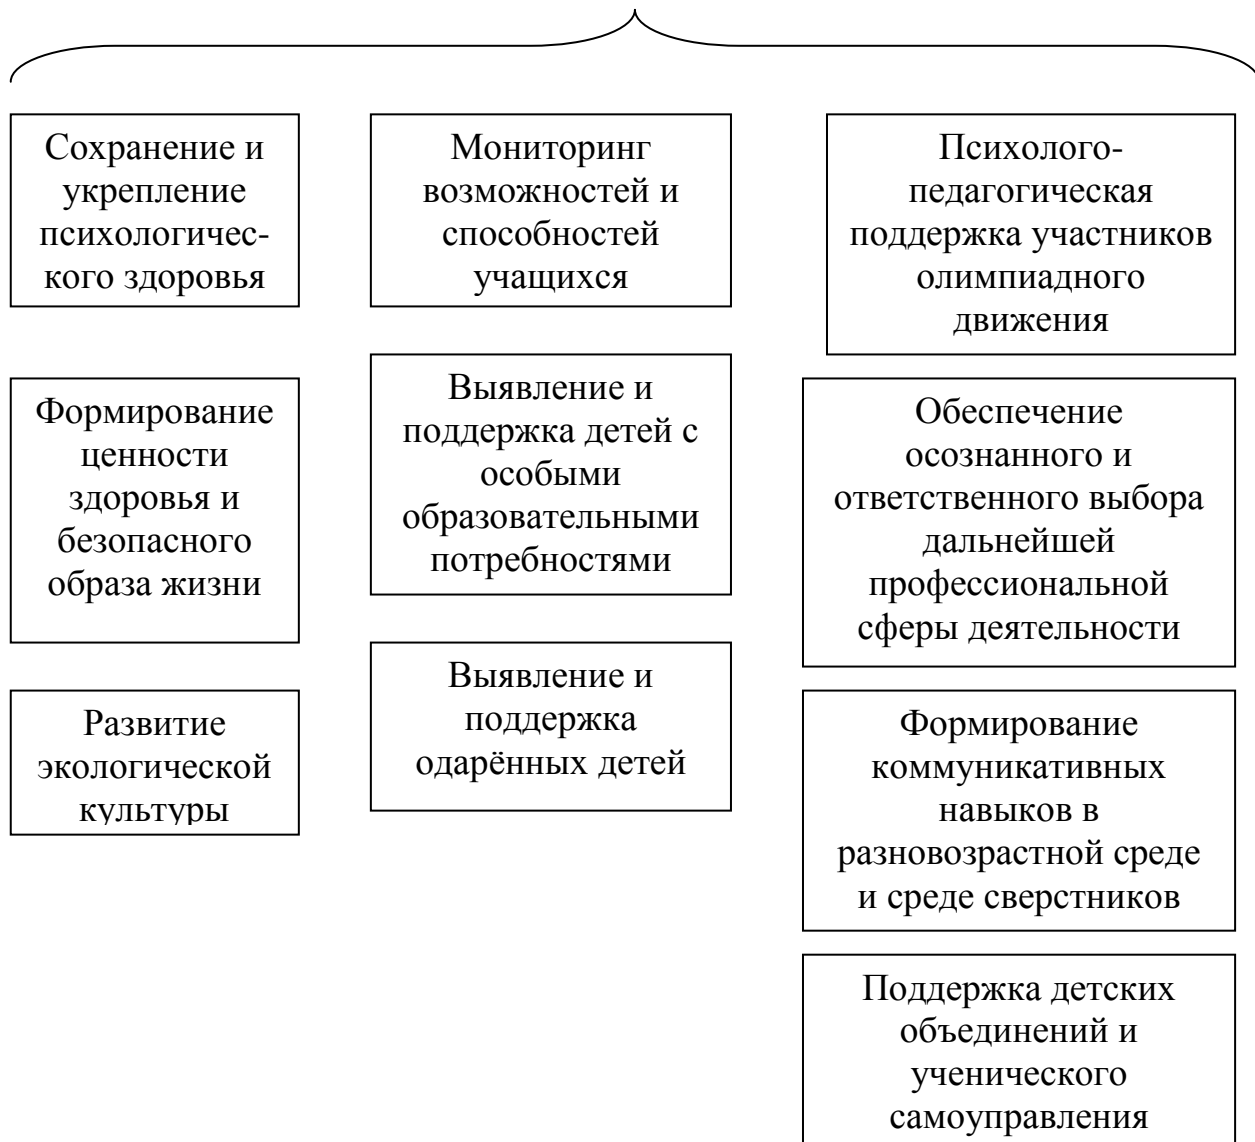 Сохранение и
укрепление
психологичес-
кого здоровья
Формирование
ценности
здоровья и
безопасного
образа жизни
Развитие
экологической
культуры
Мониторинг
возможностей и
способностей
учащихся
Выявление и
поддержка детей с
особыми
образовательными
потребностями
Выявление и
поддержка
одарённых детей
Психолого-
педагогическая
поддержка участников
олимпиадного
движения
Обеспечение
осознанного и
ответственного выбора
дальнейшей
профессиональной
сферы деятельности
Формирование
коммуникативных
навыков в
разновозрастной среде
и среде сверстников
Поддержка детских
объединений и
ученического
самоуправления